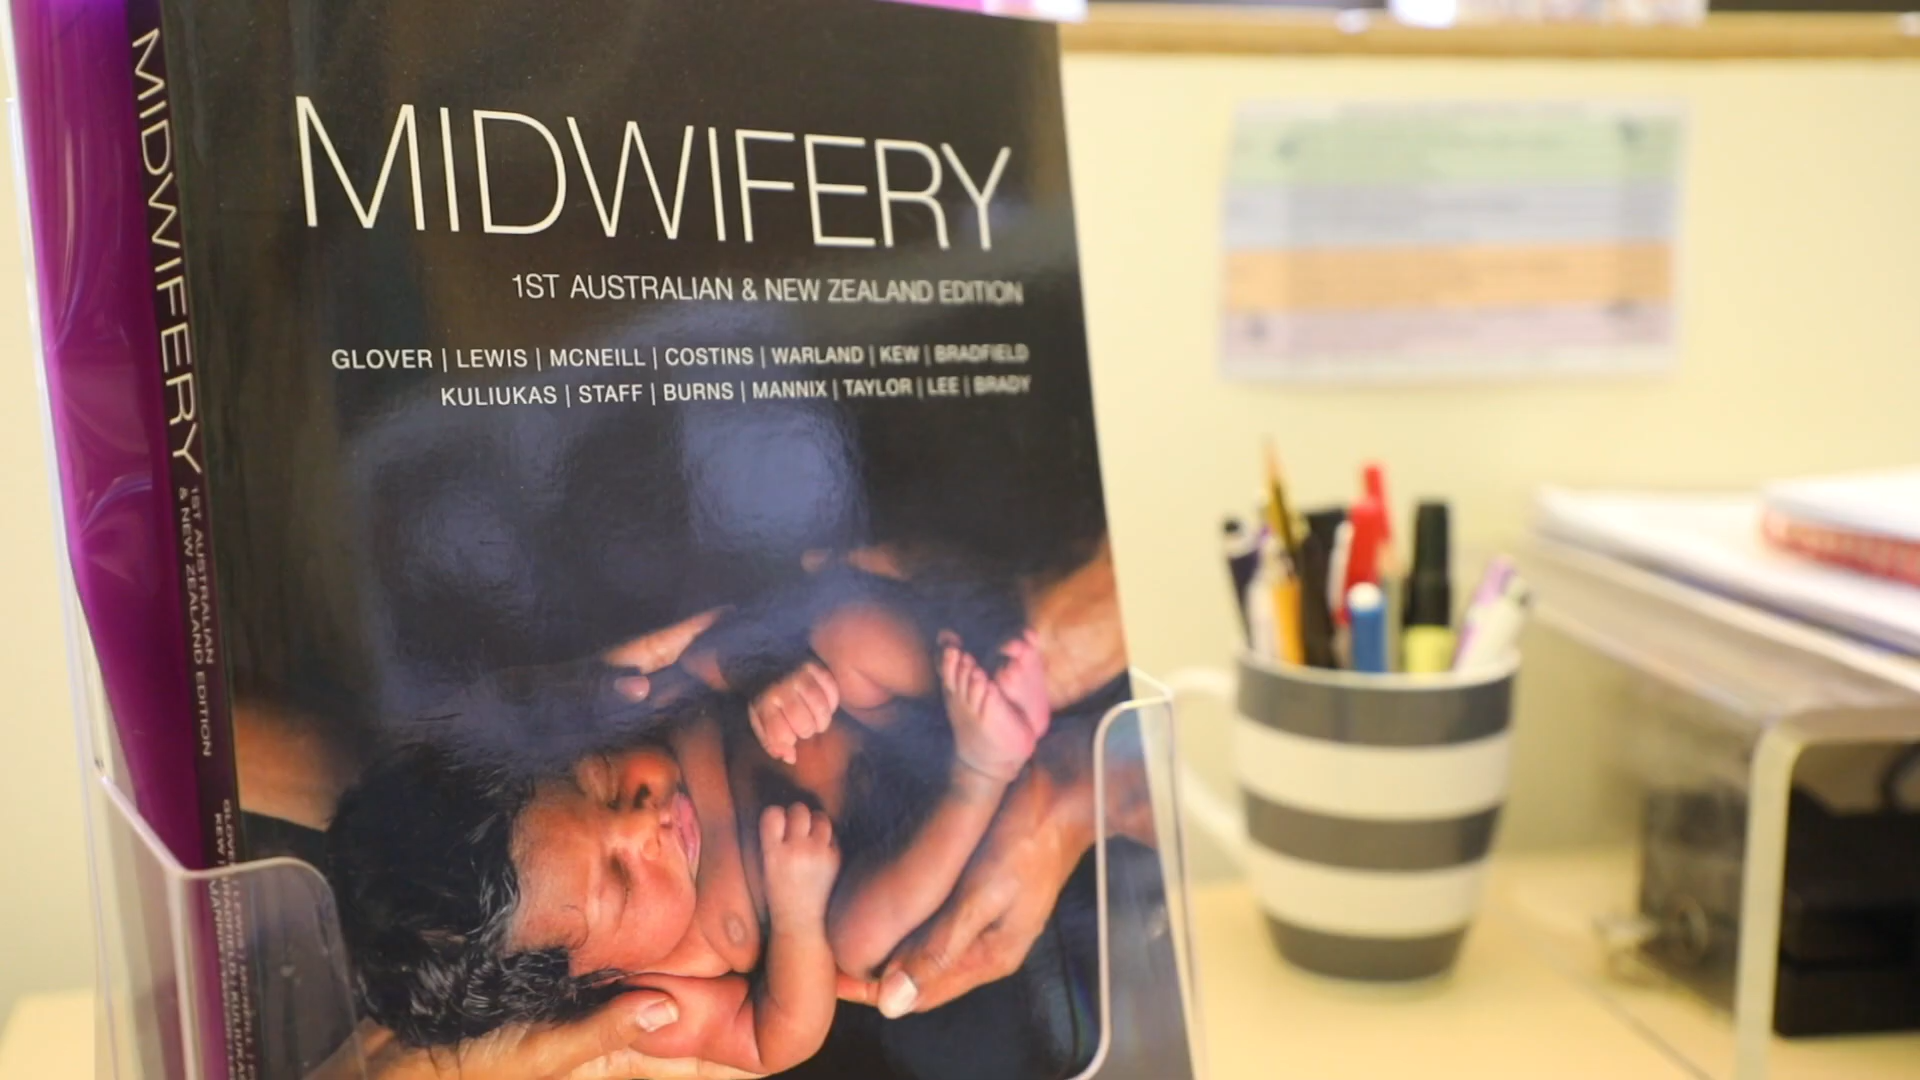 MIDWIFERY
1ST AUSTRALIAN & NEW ZEALAND EDITION
GLOVER | LEWIS | MCNEILL | COSTINS | WARLAND | KEW | BRADFIELD
KULIUKAS | STAFF | BURNS | MANNIX | TAYLOR | LEE | BRADY
MIDWIFERY
1ST AUSTRALIAN
& NEW ZEALAND EDITION